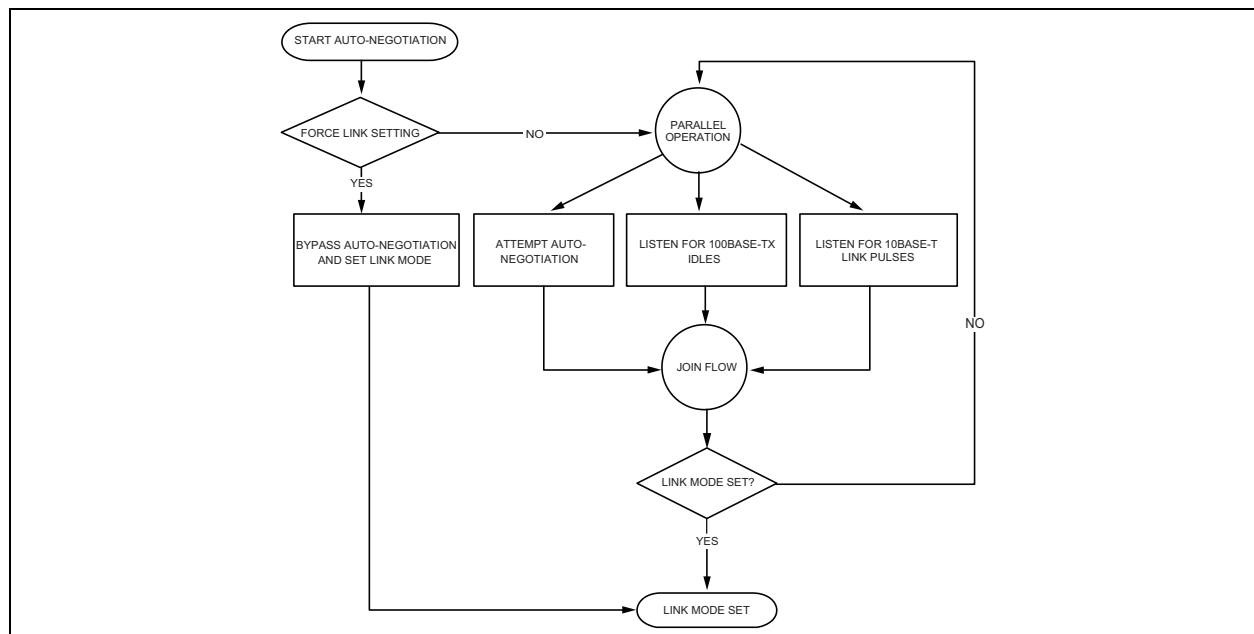 START AUTO-NEGOTIATION
FORCE LINK SETTING
NO
PARALLEL
OPERATION
YES
BYPASS AUTO-NEGOTIATION
AND SET LINK MODE
ATTEMPT AUTO-
NEGOTIATION
LISTEN FOR 100BASE-TX
IDLES
LISTEN FOR 10BASE-T
LINK PULSES
NO
JOIN FLOW
LINK MODE SET?
YES
LINK MODE SET